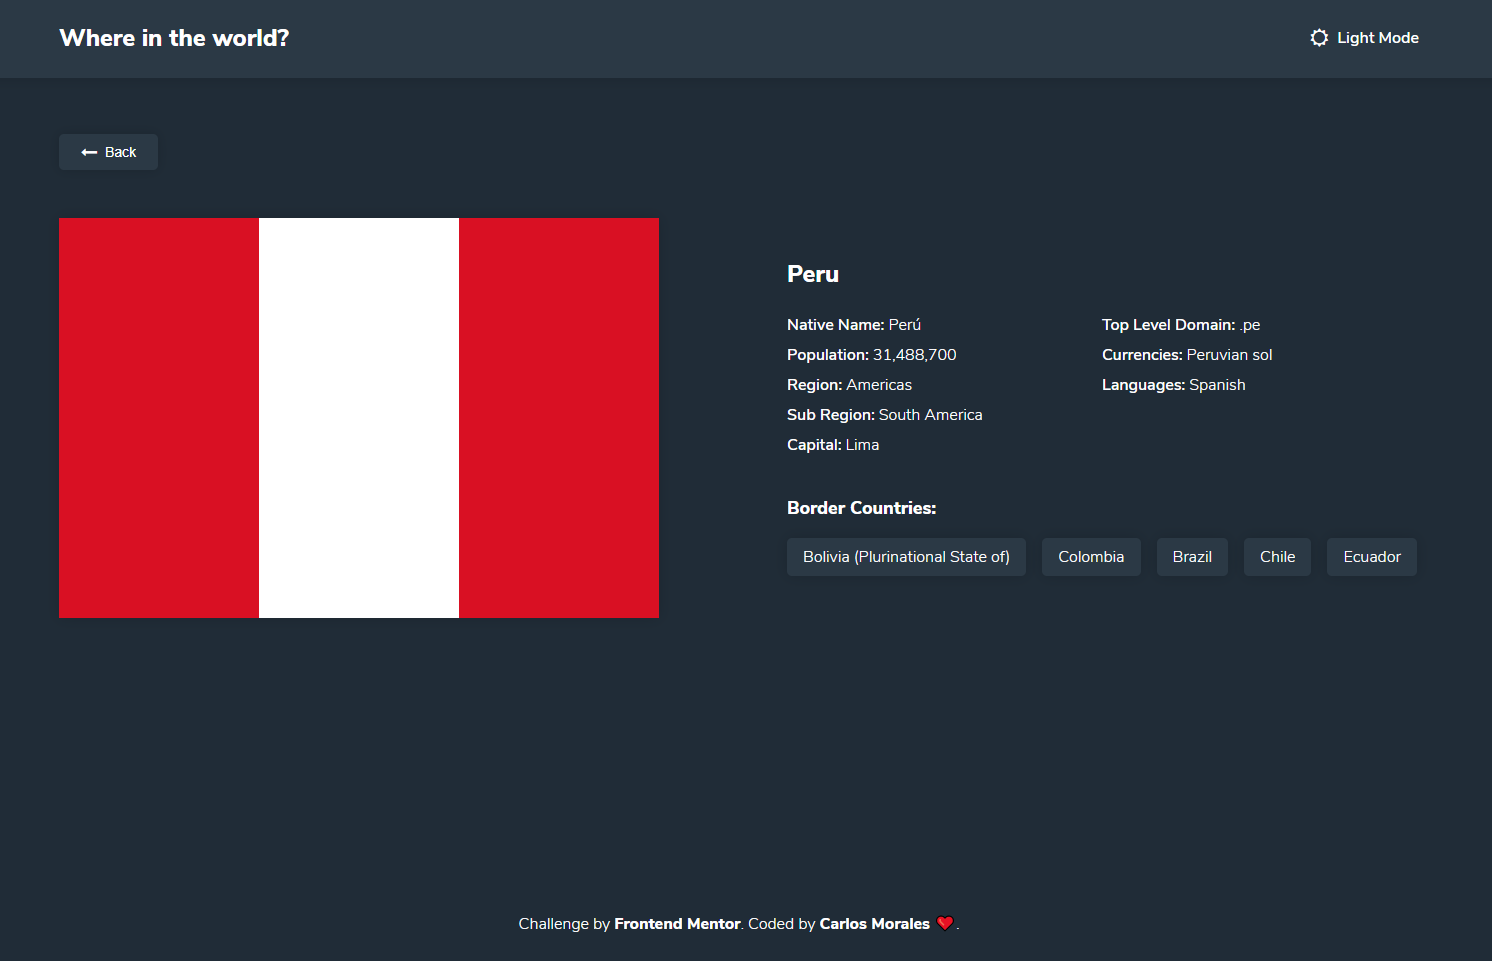 Where in the world?
Light Mode
Back
Peru
Native Name: Perú
Population: 31,488,700
Region: Americas
Sub Region: South America
Capital: Lima
Top Level Domain: .pe
Currencies: Peruvian sol
Languages: Spanish
Border Countries:
Bolivia (Plurinational State of) Colombia Brazil Chile Ecuador
Challenge by Frontend Mentor. Coded by Carlos Morales ❤️.